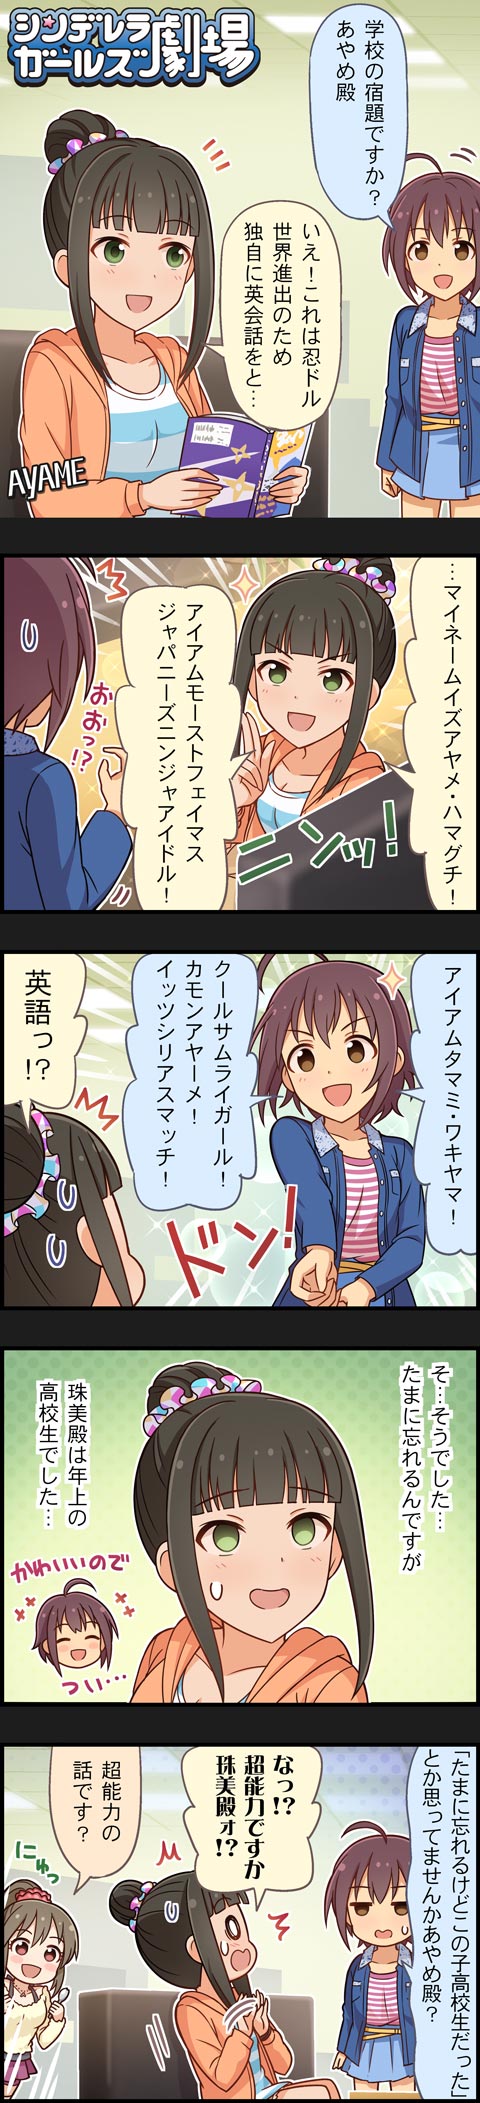 シンデレラ
ガールズ劇場
学校の宿題ですか？
あやめ殿
いえ！これは忍ドル
世界進出のため
独自に英会話をと…
AYAME
…マイネームイズアヤメ・ハマグチ！
アイアムモーストフェイマス
ジャパニーズニンジャアイドル！
おおっ!?
ニンッ！
アイアムタマミ・ワキヤマ！
クールサムライガール！
カモンアヤーメ！
イッツシリアスマッチ！
ドン！
英語っ!?
そ…そうでした…
たまに忘れるんですが
珠美殿は年上の
高校生でした…
かわいいので
つい…
「たまに忘れるけどこの子高校生だった」
とか思ってませんかあやめ殿？
なっ!?
超能力ですか
珠美殿ォ!?
超能力の
話です？
にゅっ